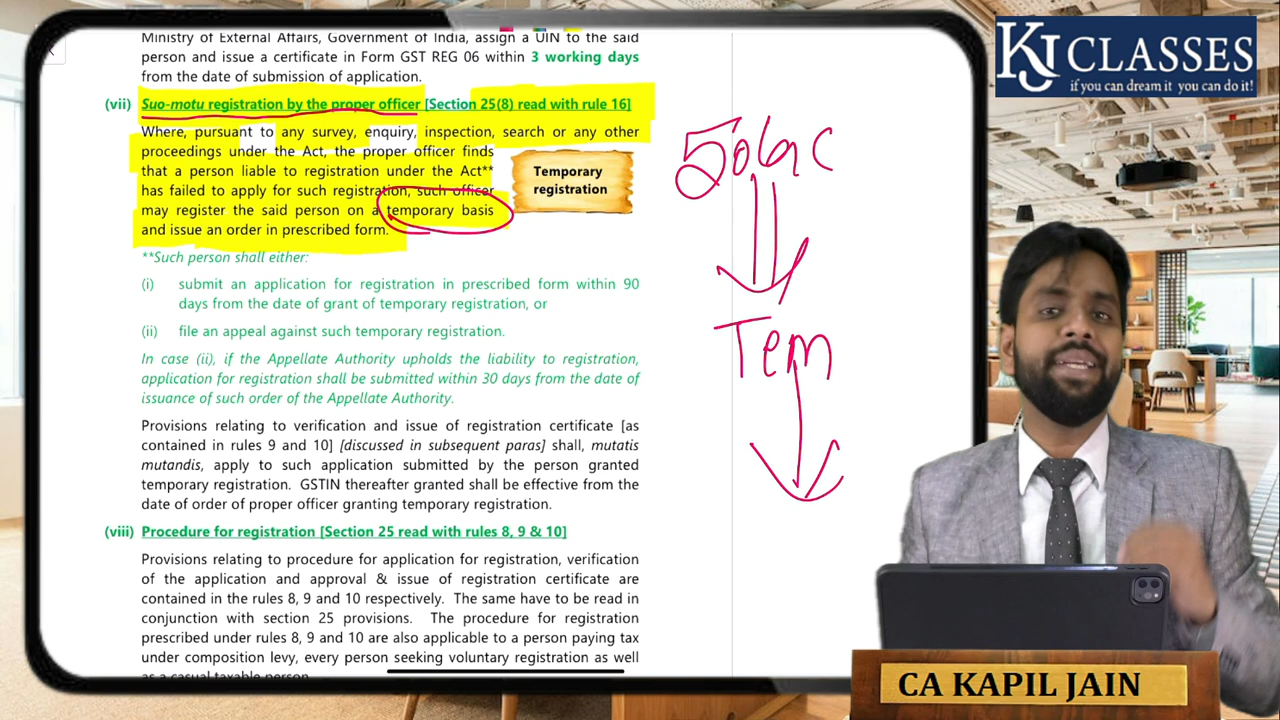 Ministry of External Affairs, Government of India, assign a UIN to the said
person and issue a certificate in Form GST REG 06 within 3 working days
from the date of submission of application.
(vii) Suo-motu registration by the proper officer [Section 25(8) read with rule 16]
Where, pursuant to any survey, enquiry, inspection, search or any other
proceedings under the Act, the proper officer finds
that a person liable to registration under the Act**
has failed to apply for such registration, such officer
may register the said person on a temporary basis
and issue an order in prescribed form.
Temporary
registration
**Such person shall either:
(i) submit an application for registration in prescribed form within 90
days from the date of grant of temporary registration, or
(ii) file an appeal against such temporary registration.
In case (ii), if the Appellate Authority upholds the liability to registration,
application for registration shall be submitted within 30 days from the date of
issuance of such order of the Appellate Authority.
Provisions relating to verification and issue of registration certificate [as
contained in rules 9 and 10] [discussed in subsequent paras] shall, mutatis
mutandis, apply to such application submitted by the person granted
temporary registration. GSTIN thereafter granted shall be effective from the
date of order of proper officer granting temporary registration.
(viii) Procedure for registration [Section 25 read with rules 8, 9 & 10]
Provisions relating to procedure for application for registration, verification
of the application and approval & issue of registration certificate are
contained in the rules 8, 9 and 10 respectively. The same have to be read in
conjunction with section 25 provisions. The procedure for registration
prescribed under rules 8, 9 and 10 are also applicable to a person paying tax
under composition levy, every person seeking voluntary registration as well
as a casual taxable person.
Tem
KJ CLASSES
if you can dream it you can do it!
CA KAPIL JAIN